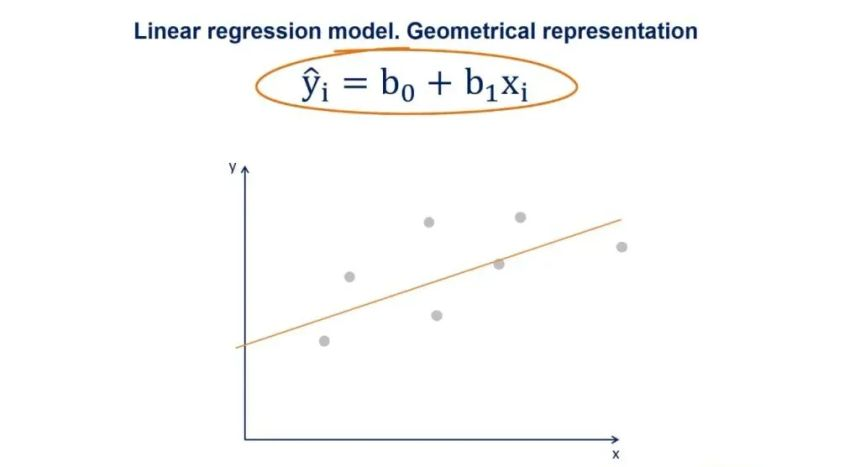 Linear regression model. Geometrical representation
ŷᵢ = b₀ + b₁xᵢ
y
x